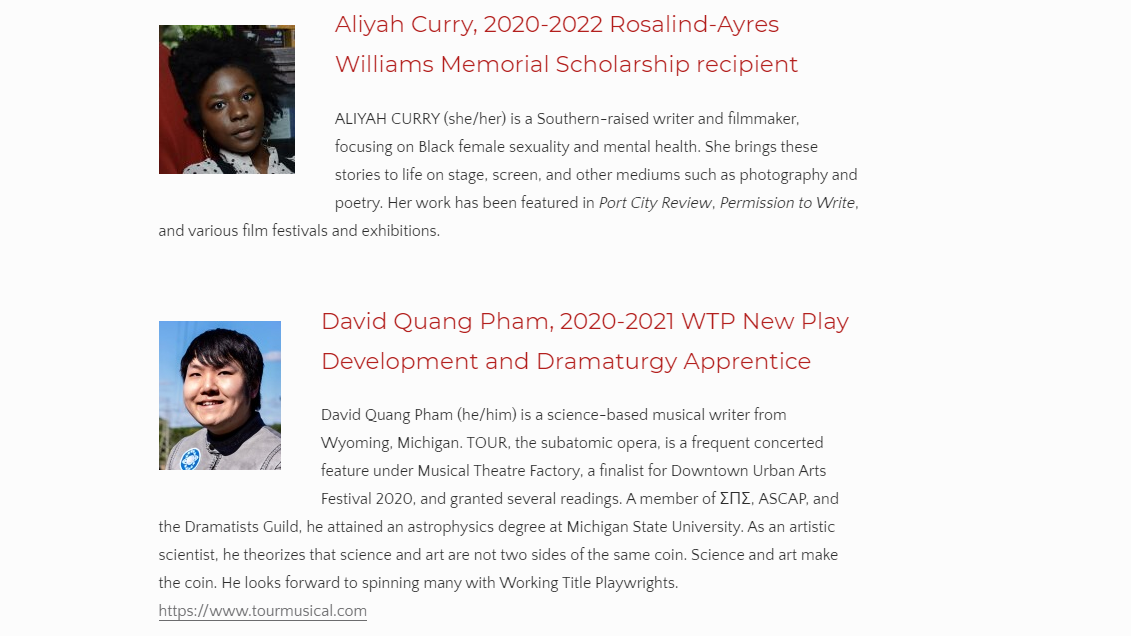 Aliyah Curry, 2020-2022 Rosalind-Ayres
Williams Memorial Scholarship recipient
ALIYAH CURRY (she/her) is a Southern-raised writer and filmmaker,
focusing on Black female sexuality and mental health. She brings these
stories to life on stage, screen, and other mediums such as photography and
poetry. Her work has been featured in Port City Review, Permission to Write,
and various film festivals and exhibitions.
David Quang Pham, 2020-2021 WTP New Play
Development and Dramaturgy Apprentice
David Quang Pham (he/him) is a science-based musical writer from
Wyoming, Michigan. TOUR, the subatomic opera, is a frequent concerted
feature under Musical Theatre Factory, a finalist for Downtown Urban Arts
Festival 2020, and granted several readings. A member of ΣΠΣ, ASCAP, and
the Dramatists Guild, he attained an astrophysics degree at Michigan State University. As an artistic
scientist, he theorizes that science and art are not two sides of the same coin. Science and art make
the coin. He looks forward to spinning many with Working Title Playwrights.
https://www.tourmusical.com